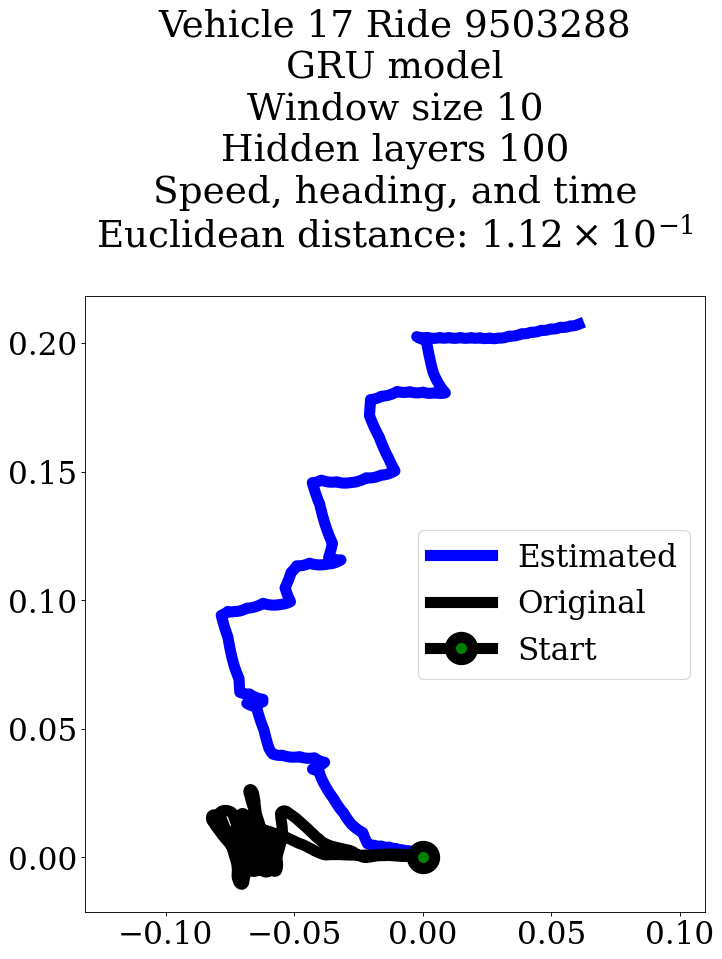 Vehicle 17 Ride 9503288
GRU model
Window size 10
Hidden layers 100
Speed, heading, and time
Euclidean distance: 1.12 × 10⁻¹
0.20
0.15
0.10
0.05
0.00
Estimated
Original
Start
−0.10 −0.05 0.00 0.05 0.10